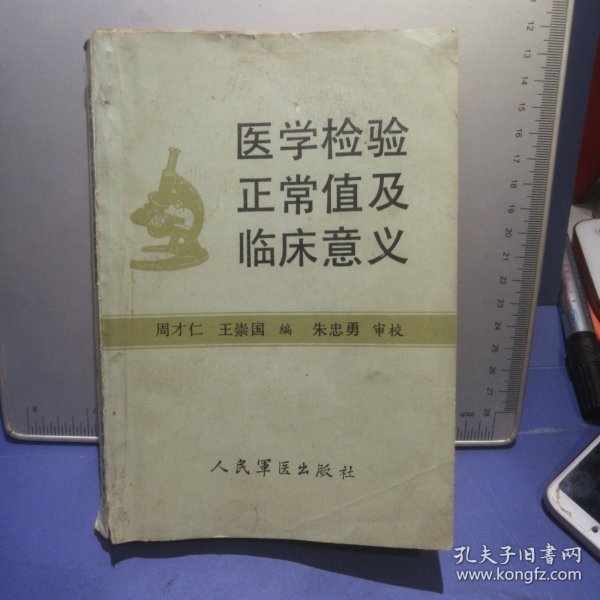 医学检验
正常值及
临床意义
周才仁 王崇国 编 朱忠勇 审校
人民軍医出版社
孔夫子旧書网
www.kongfz.com